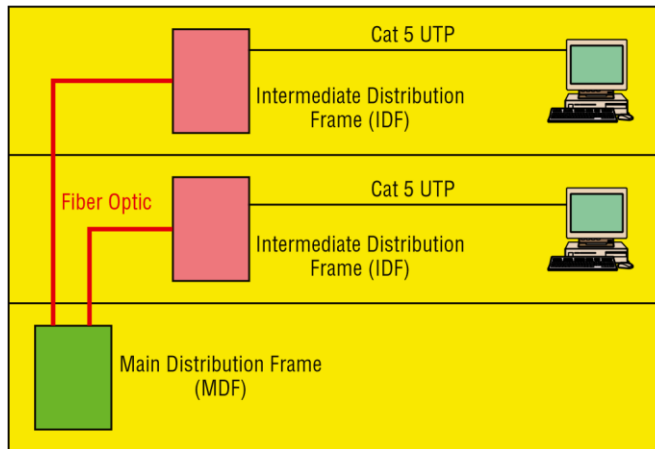 Cat 5 UTP
Intermediate Distribution
Frame (IDF)
Fiber Optic
Cat 5 UTP
Intermediate Distribution
Frame (IDF)
Main Distribution Frame
(MDF)